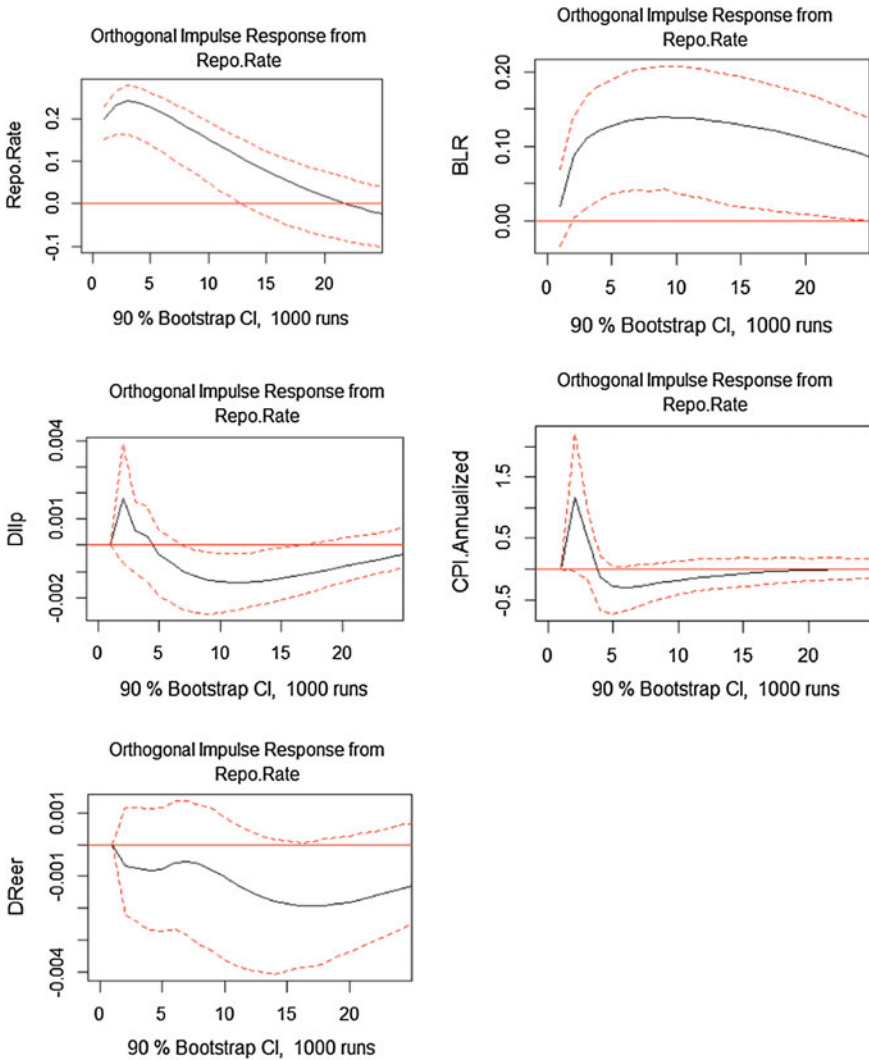 Orthogonal Impulse Response from
Repo.Rate
Repo.Rate
0.2
0.1
0.0
-0.1
0 5 10 15 20
90 % Bootstrap CI, 1000 runs
Orthogonal Impulse Response from
Repo.Rate
BLR
0.20
0.10
0.00
0 5 10 15 20
90 % Bootstrap CI, 1000 runs
Orthogonal Impulse Response from
Repo.Rate
DIIp
0.004
0.001
-0.002
0 5 10 15 20
90 % Bootstrap CI, 1000 runs
Orthogonal Impulse Response from
Repo.Rate
CPI.Annualized
1.5
0.5
-0.5
0 5 10 15 20
90 % Bootstrap CI, 1000 runs
Orthogonal Impulse Response from
Repo.Rate
DReer
0.001
-0.001
-0.004
0 5 10 15 20
90 % Bootstrap CI, 1000 runs